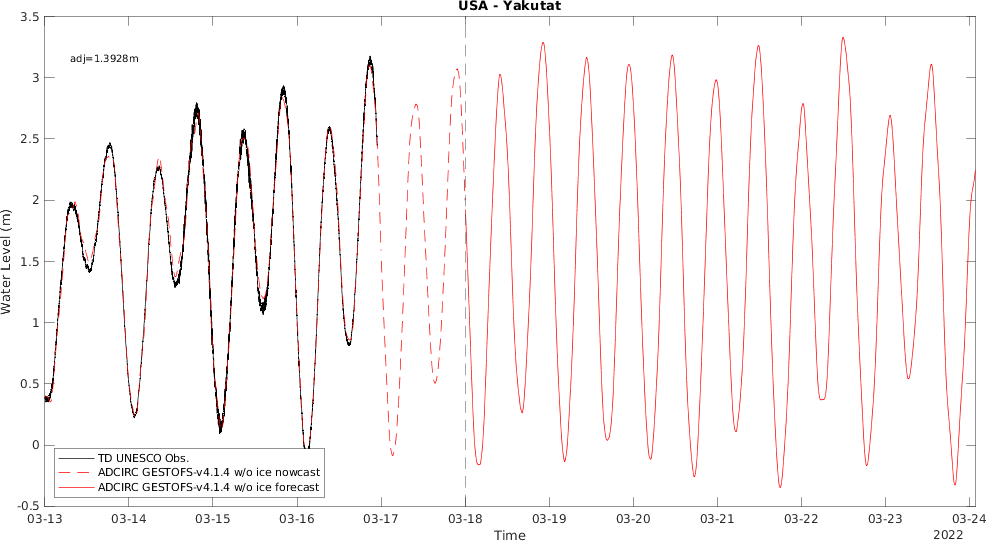 USA - Yakutat
adj=1.3928m
3.5
3
2.5
2
1.5
1
0.5
0
-0.5
Water Level (m)
TD UNESCO Obs.
ADCIRC GESTOFS-v4.1.4 w/o ice nowcast
ADCIRC GESTOFS-v4.1.4 w/o ice forecast
03-13 03-14 03-15 03-16 03-17 03-18 03-19 03-20 03-21 03-22 03-23 03-24
Time
2022